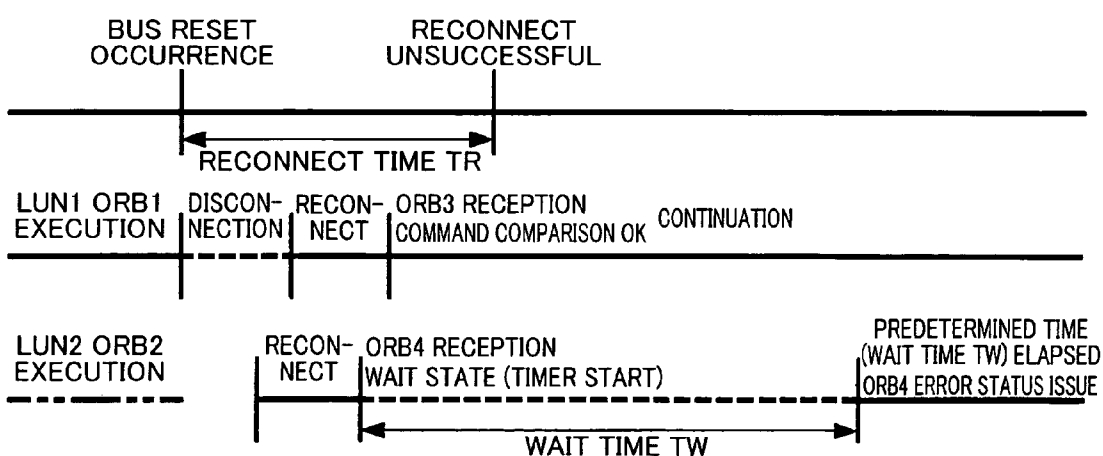 BUS RESET
OCCURRENCE
RECONNECT
UNSUCCESSFUL
RECONNECT TIME TR
LUN1 ORB1
EXECUTION
DISCON-
NECTION
RECON-
NECT
ORB3 RECEPTION
COMMAND COMPARISON OK
CONTINUATION
LUN2 ORB2
EXECUTION
RECON-
NECT
ORB4 RECEPTION
WAIT STATE (TIMER START)
PREDETERMINED TIME
(WAIT TIME TW) ELAPSED
ORB4 ERROR STATUS ISSUE
WAIT TIME TW